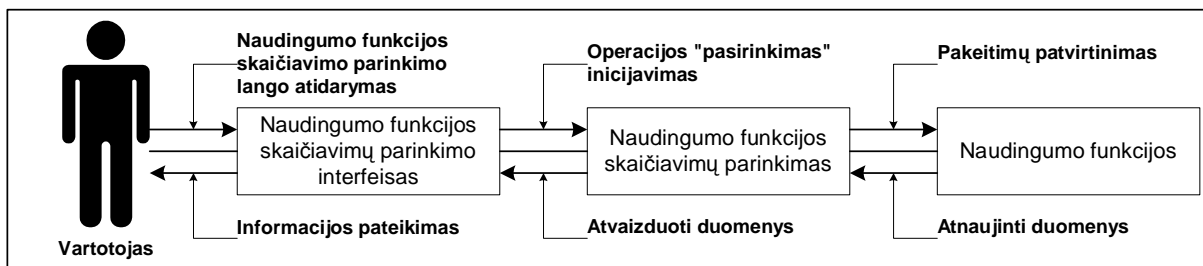 Naudingumo funkcijos
skaičiavimo parinkimo
lango atidarymas
Operacijos "pasirinkimas"
inicijavimas
Pakeitimų patvirtinimas
Naudingumo funkcijos
skaičiavimų parinkimo
interfeisas
Naudingumo funkcijos
skaičiavimų parinkimas
Naudingumo funkcijos
Informacijos pateikimas
Atvaizduoti duomenys
Atnaujinti duomenys
Vartotojas